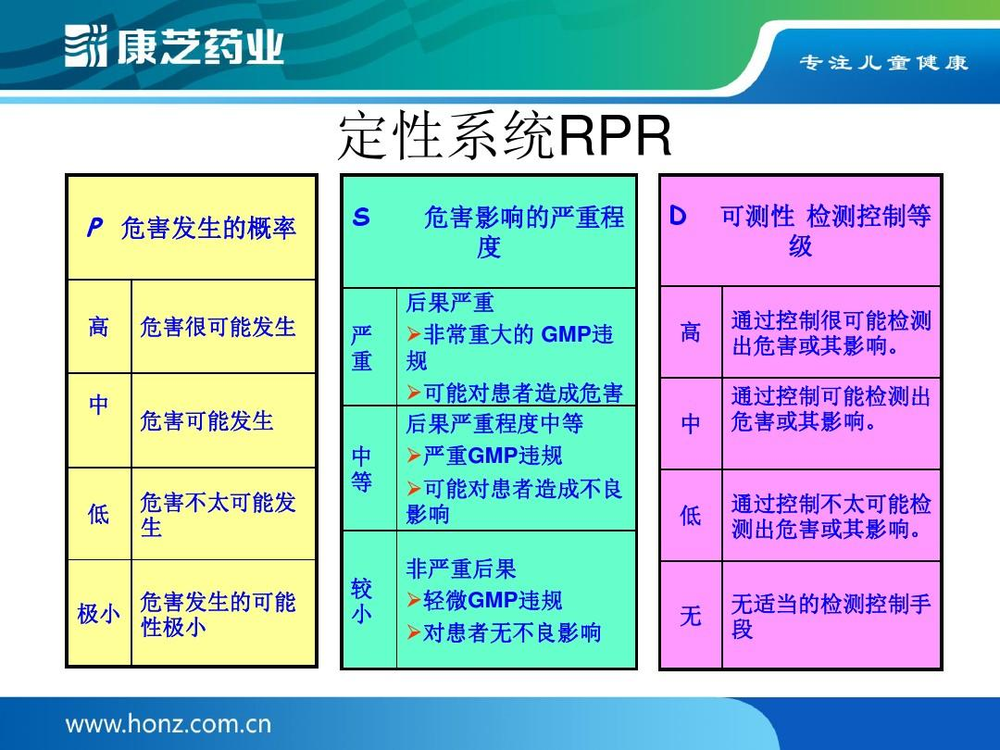 康芝药业
专注儿童健康
定性系统RPR
P 危害发生的概率
高
危害很可能发生
中
危害可能发生
低
危害不太可能发
生
极小
危害发生的可能
性极小
S 危害影响的严重程
度
严
重
后果严重
➢非常重大的 GMP违
规
➢可能对患者造成危害
中
等
后果严重程度中等
➢严重GMP违规
➢可能对患者造成不良
影响
较
小
非严重后果
➢轻微GMP违规
➢对患者无不良影响
D 可测性 检测控制等
级
高
通过控制很可能检测
出危害或其影响。
中
通过控制可能检测出
危害或其影响。
低
通过控制不太可能检
测出危害或其影响。
无
无适当的检测控制手
段
www.honz.com.cn